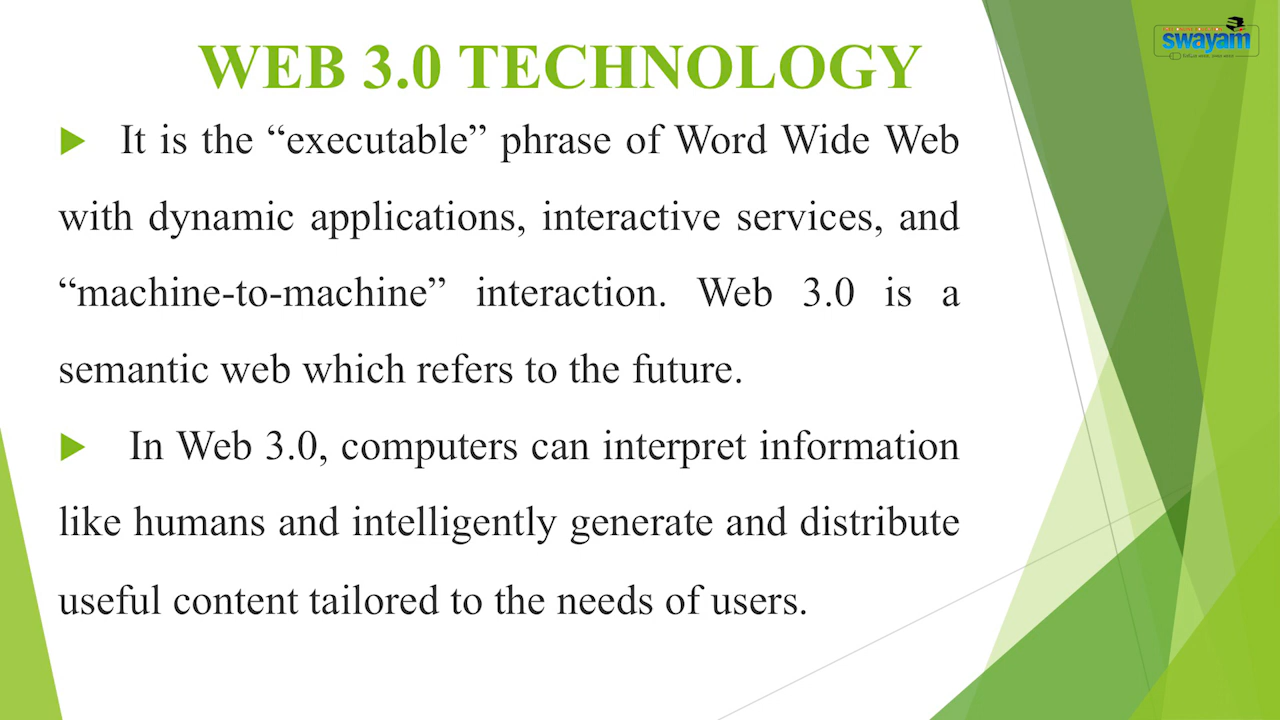 WEB 3.0 TECHNOLOGY
swayam
It is the “executable” phrase of Word Wide Web
with dynamic applications, interactive services, and
“machine-to-machine” interaction. Web 3.0 is a
semantic web which refers to the future.
In Web 3.0, computers can interpret information
like humans and intelligently generate and distribute
useful content tailored to the needs of users.